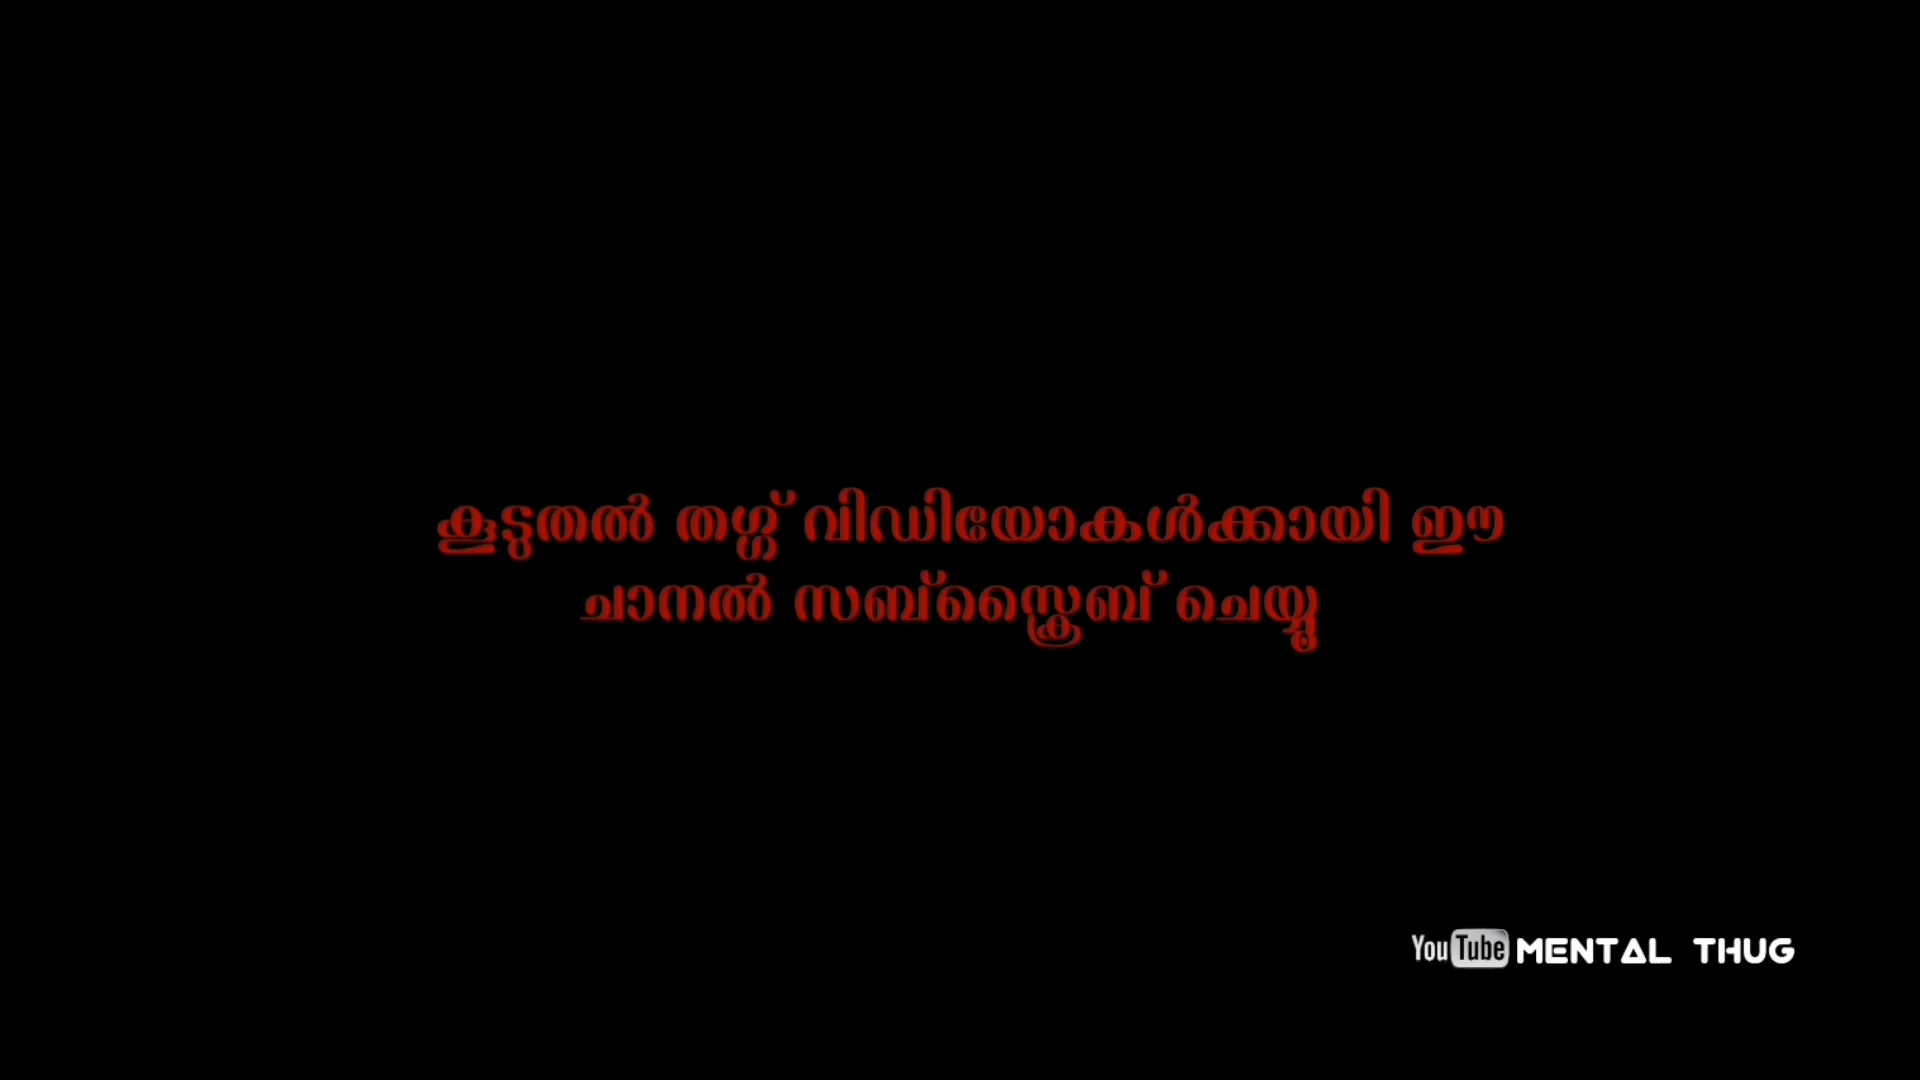 കൂടുതൽ തഗ്ഗ് വിഡിയോകൾക്കായി ഈ
ചാനൽ സബ്സ്ക്രൈബ് ചെയ്യൂ
YouTube MENTAL THUG